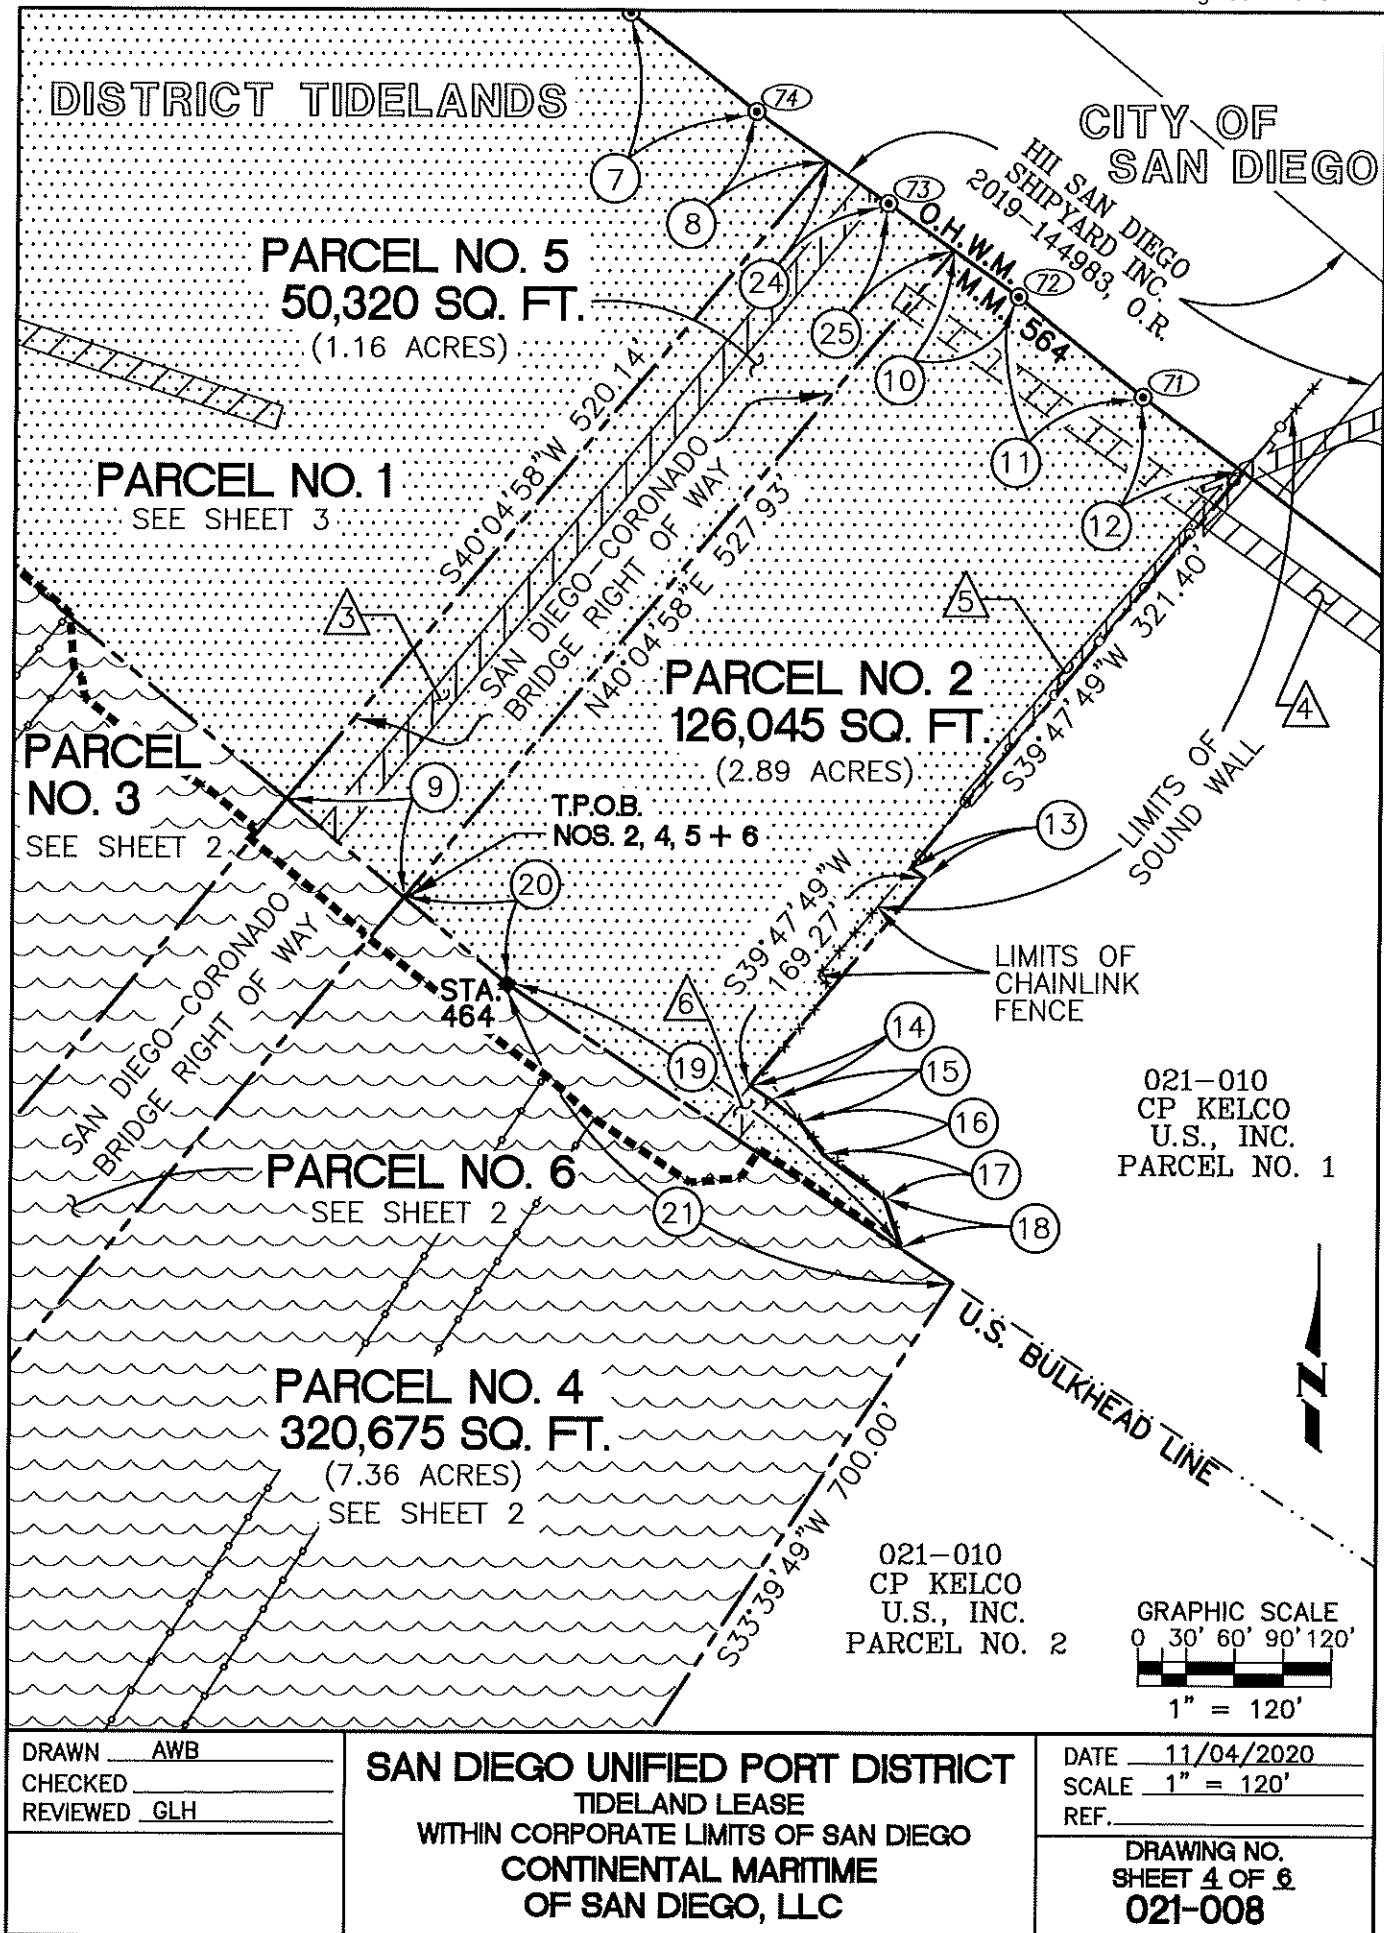 DISTRICT TIDELANDS
74
CITY OF
SAN DIEGO
HII SAN DIEGO
SHIPYARD INC.
2019-144983, O.R.
7
8
73
O.H.W.M.
M.M. 564
72
24
25
10
71
11
12
PARCEL NO. 5
50,320 SQ. FT.
(1.16 ACRES)
PARCEL NO. 1
SEE SHEET 3
S40°04'58"W 520.14'
SAN DIEGO-CORONADO
BRIDGE RIGHT OF WAY
N40°04'58"E 527.93'
3
5
4
PARCEL NO. 2
126,045 SQ. FT.
(2.89 ACRES)
S39°47'49"W 321.40'
LIMITS OF
SOUND WALL
PARCEL
NO. 3
SEE SHEET 2
9
T.P.O.B.
NOS. 2, 4, 5 + 6
13
20
S39°47'49"W
169.27'
LIMITS OF
CHAINLINK
FENCE
SAN DIEGO-CORONADO
BRIDGE RIGHT OF WAY
STA.
464
6
19
14
15
16
17
18
21
021-010
CP KELCO
U.S., INC.
PARCEL NO. 1
PARCEL NO. 6
SEE SHEET 2
U.S. BULKHEAD LINE
N
PARCEL NO. 4
320,675 SQ. FT.
(7.36 ACRES)
SEE SHEET 2
S33°39'49"W 700.00'
021-010
CP KELCO
U.S., INC.
PARCEL NO. 2
GRAPHIC SCALE
0 30' 60' 90' 120'
1" = 120'
DRAWN AWB
CHECKED
REVIEWED GLH
SAN DIEGO UNIFIED PORT DISTRICT
TIDELAND LEASE
WITHIN CORPORATE LIMITS OF SAN DIEGO
CONTINENTAL MARITIME
OF SAN DIEGO, LLC
DATE 11/04/2020
SCALE 1" = 120'
REF.
DRAWING NO.
SHEET 4 OF 6
021-008